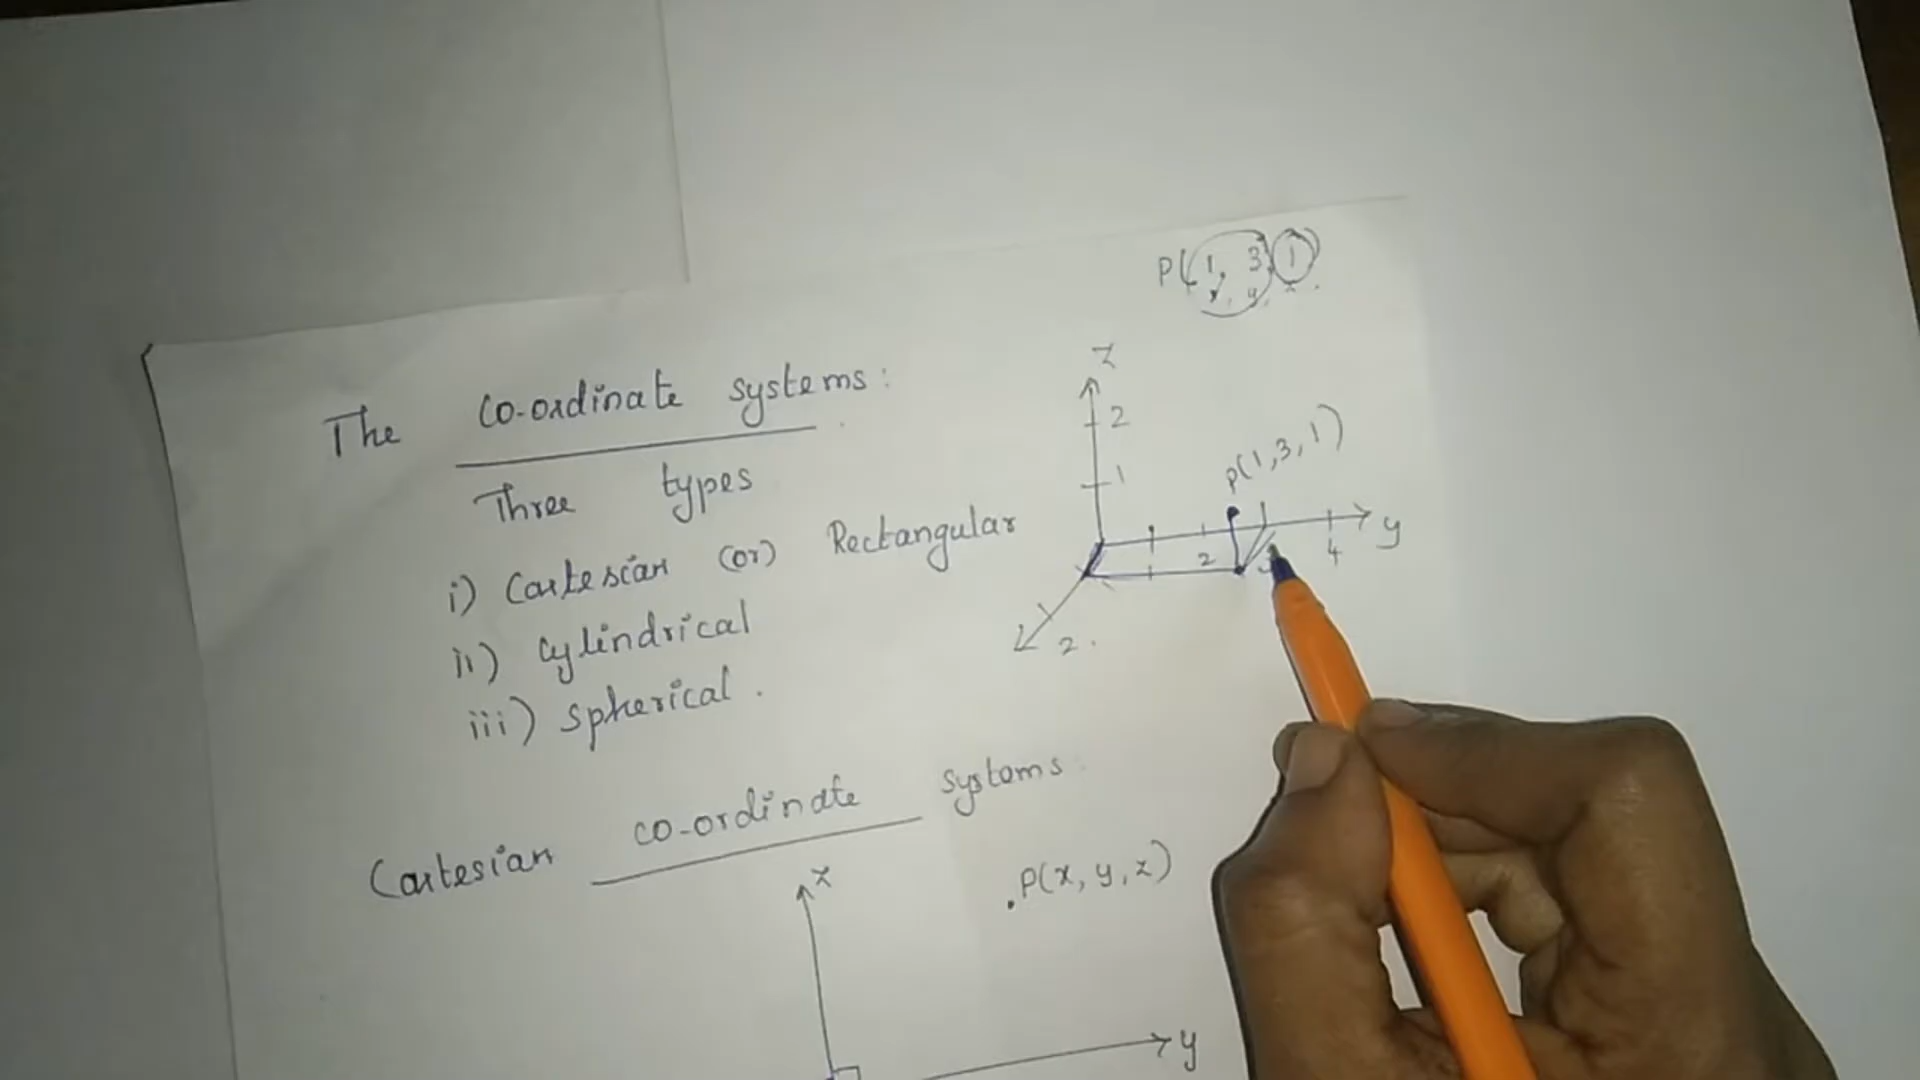 P(1, 3, 1)
x, y, z
The co-ordinate systems:
Three types
i) Cartesian (or) Rectangular
ii) cylindrical
iii) spherical.
z
2
1
P(1,3,1)
2
4
y
2.
Cartesian co-ordinate systems:
z
.P(x, y, z)
y